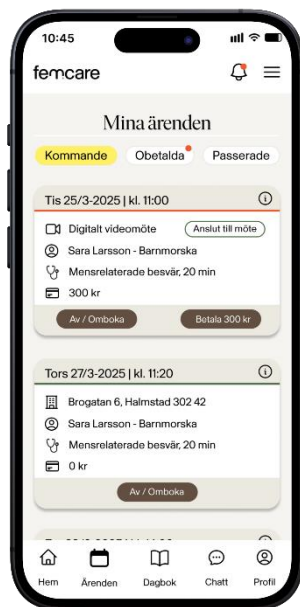 10:45
femcare
Mina ärenden
Kommande Obetalda Passerade
Tis 25/3-2025 | kl. 11:00
Digitalt videomöte Anslut till möte
Sara Larsson - Barnmorska
Mensrelaterade besvär, 20 min
300 kr
Av / Omboka Betala 300 kr
Tors 27/3-2025 | kl. 11:20
Brogatan 6, Halmstad 302 42
Sara Larsson - Barnmorska
Mensrelaterade besvär, 20 min
0 kr
Av / Omboka
Hem Ärenden Dagbok Chatt Profil